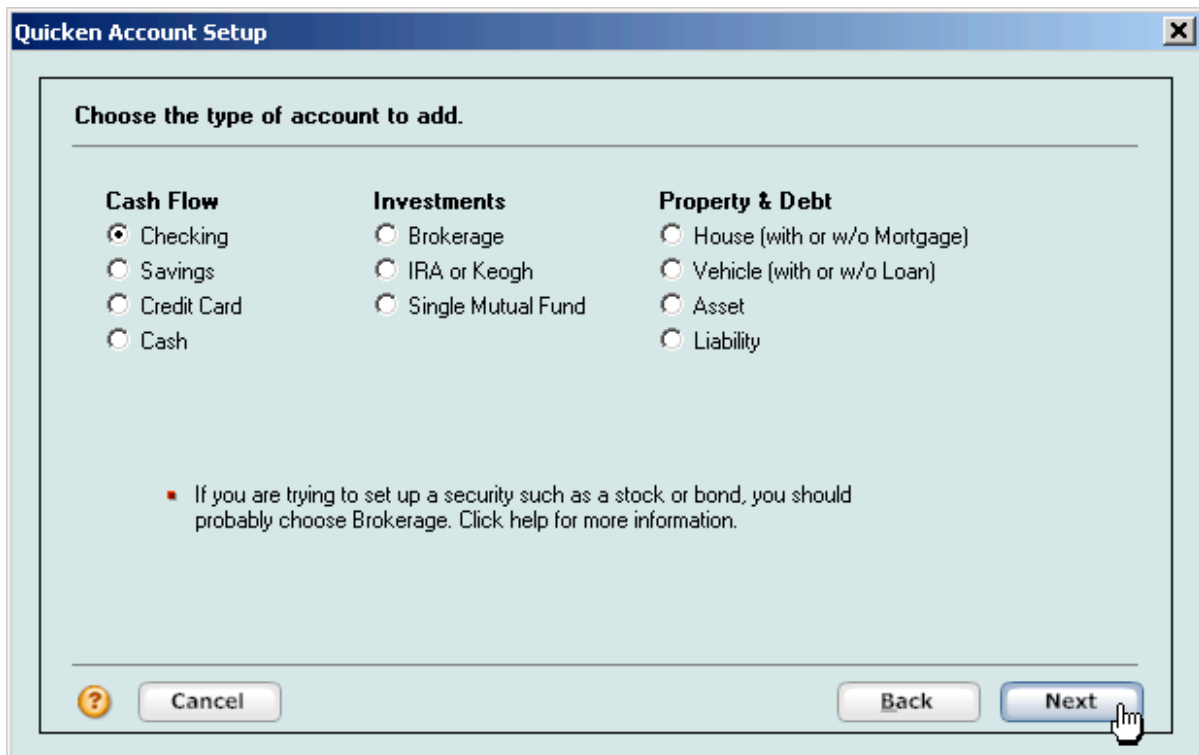 Quicken Account Setup
Choose the type of account to add.
Cash Flow
Checking
Savings
Credit Card
Cash
Investments
Brokerage
IRA or Keogh
Single Mutual Fund
Property & Debt
House (with or w/o Mortgage)
Vehicle (with or w/o Loan)
Asset
Liability
If you are trying to set up a security such as a stock or bond, you should
probably choose Brokerage. Click help for more information.
?
Cancel
Back
Next